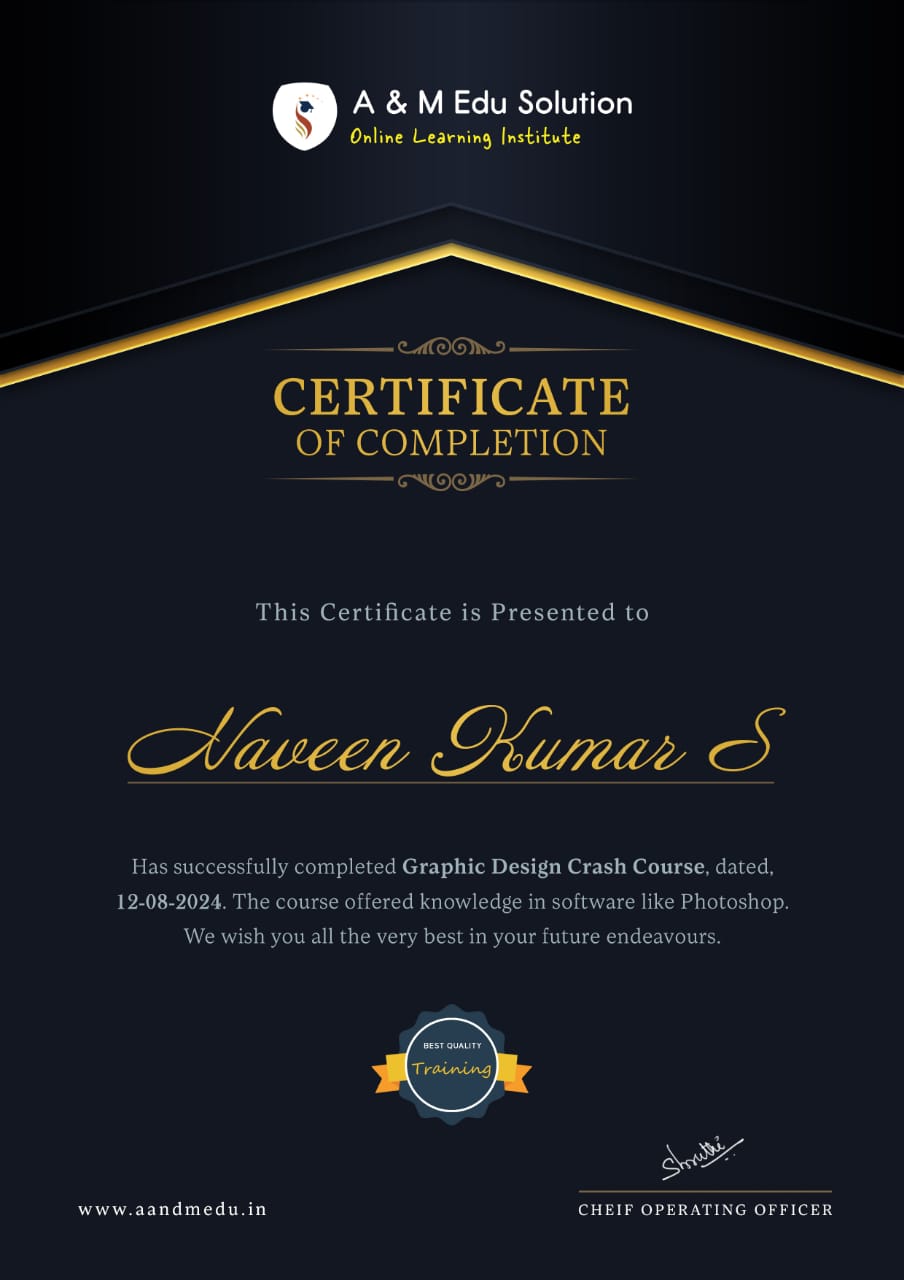 A & M Edu Solution
Online Learning Institute
CERTIFICATE
OF COMPLETION
This Certificate is Presented to
Naveen Kumar S
Has successfully completed Graphic Design Crash Course, dated,
12-08-2024. The course offered knowledge in software like Photoshop.
We wish you all the very best in your future endeavours.
BEST QUALITY
Training
Shruthi
www.aandmedu.in
CHEIF OPERATING OFFICER